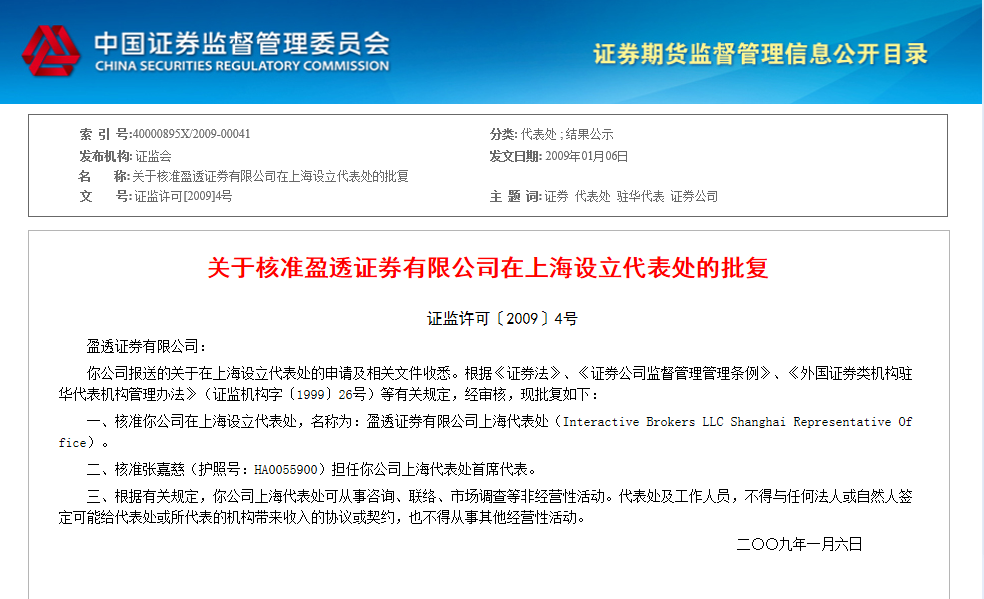 中国证券监督管理委员会
CHINA SECURITIES REGULATORY COMMISSION
证券期货监督管理信息公开目录
索 引 号:40000895X/2009-00041
分类: 代表处 ; 结果公示
发布机构: 证监会
发文日期: 2009年01月06日
名 称: 关于核准盈透证券有限公司在上海设立代表处的批复
文 号: 证监许可[2009]4号
主 题 词: 证券 代表处 驻华代表 证券公司
关于核准盈透证券有限公司在上海设立代表处的批复
证监许可〔2009〕4号
盈透证券有限公司：
你公司报送的关于在上海设立代表处的申请及相关文件收悉。根据《证券法》、《证券公司监督管理管理条例》、《外国证券类机构驻
华代表机构管理办法》（证监机构字〔1999〕26号）等有关规定，经审核，现批复如下：
一、核准你公司在上海设立代表处，名称为：盈透证券有限公司上海代表处（Interactive Brokers LLC Shanghai Representative Of
fice）。
二、核准张嘉慈（护照号：HA0055900）担任你公司上海代表处首席代表。
三、根据有关规定，你公司上海代表处可从事咨询、联络、市场调查等非经营性活动。代表处及工作人员，不得与任何法人或自然人签
定可能给代表处或所代表的机构带来收入的协议或契约，也不得从事其他经营性活动。
二〇〇九年一月六日